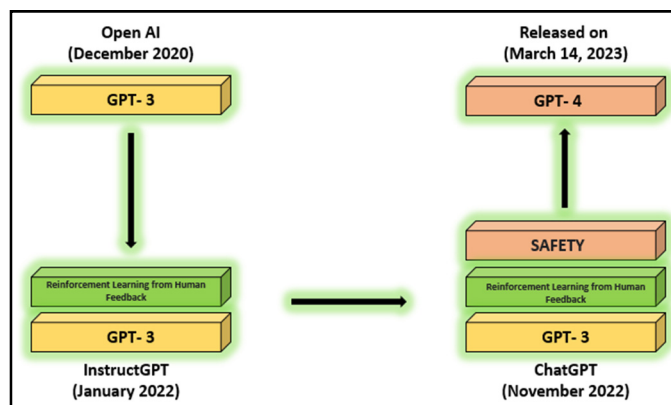 Open AI
(December 2020)
GPT- 3
Reinforcement Learning from Human
Feedback
GPT- 3
InstructGPT
(January 2022)
Released on
(March 14, 2023)
GPT- 4
SAFETY
Reinforcement Learning from Human
Feedback
GPT- 3
ChatGPT
(November 2022)